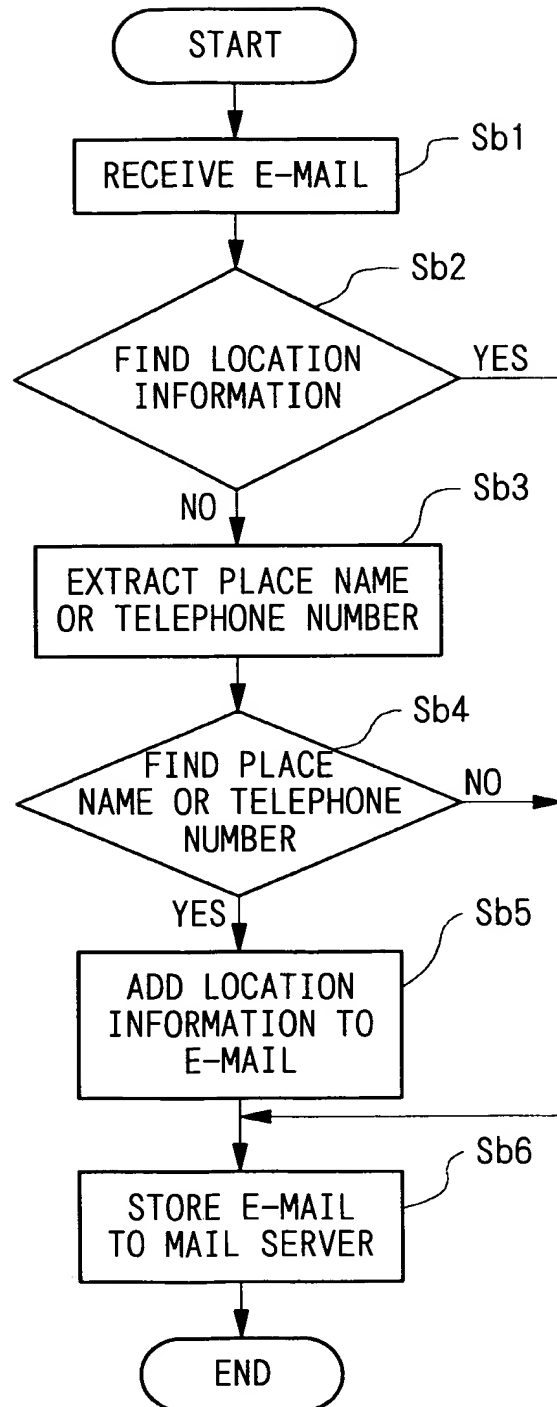 START
Sb1
RECEIVE E-MAIL
Sb2
FIND LOCATION
INFORMATION
YES
NO
Sb3
EXTRACT PLACE NAME
OR TELEPHONE NUMBER
Sb4
FIND PLACE
NAME OR TELEPHONE
NUMBER
NO
YES
Sb5
ADD LOCATION
INFORMATION TO
E-MAIL
Sb6
STORE E-MAIL
TO MAIL SERVER
END